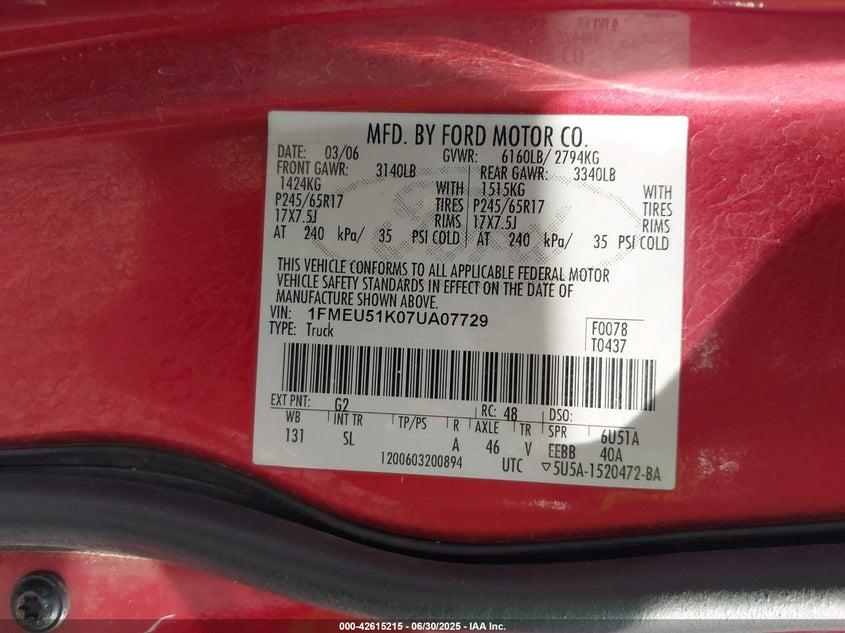 MFD. BY FORD MOTOR CO.
DATE: 03/06 GVWR: 6160LB/ 2794KG
FRONT GAWR: 3140LB REAR GAWR: 3340LB
1424KG WITH 1515KG WITH
P245/65R17 TIRES P245/65R17 TIRES
17X7.5J RIMS 17X7.5J RIMS
AT 240 kPa/ 35 PSI COLD AT 240 kPa/ 35 PSI COLD
THIS VEHICLE CONFORMS TO ALL APPLICABLE FEDERAL MOTOR
VEHICLE SAFETY STANDARDS IN EFFECT ON THE DATE OF
MANUFACTURE SHOWN ABOVE.
VIN: 1FMEU51K07UA07729 F0078
TYPE: Truck T0437
EXT PNT: G2 RC: 48 DSO:
WB INT TR TP/PS R AXLE TR SPR 6U51A
131 SL A 46 V EEBB 40A
1200603200894 UTC ▽5U5A-1520472-BA
000-42615215 - 06/30/2025 - IAA Inc.